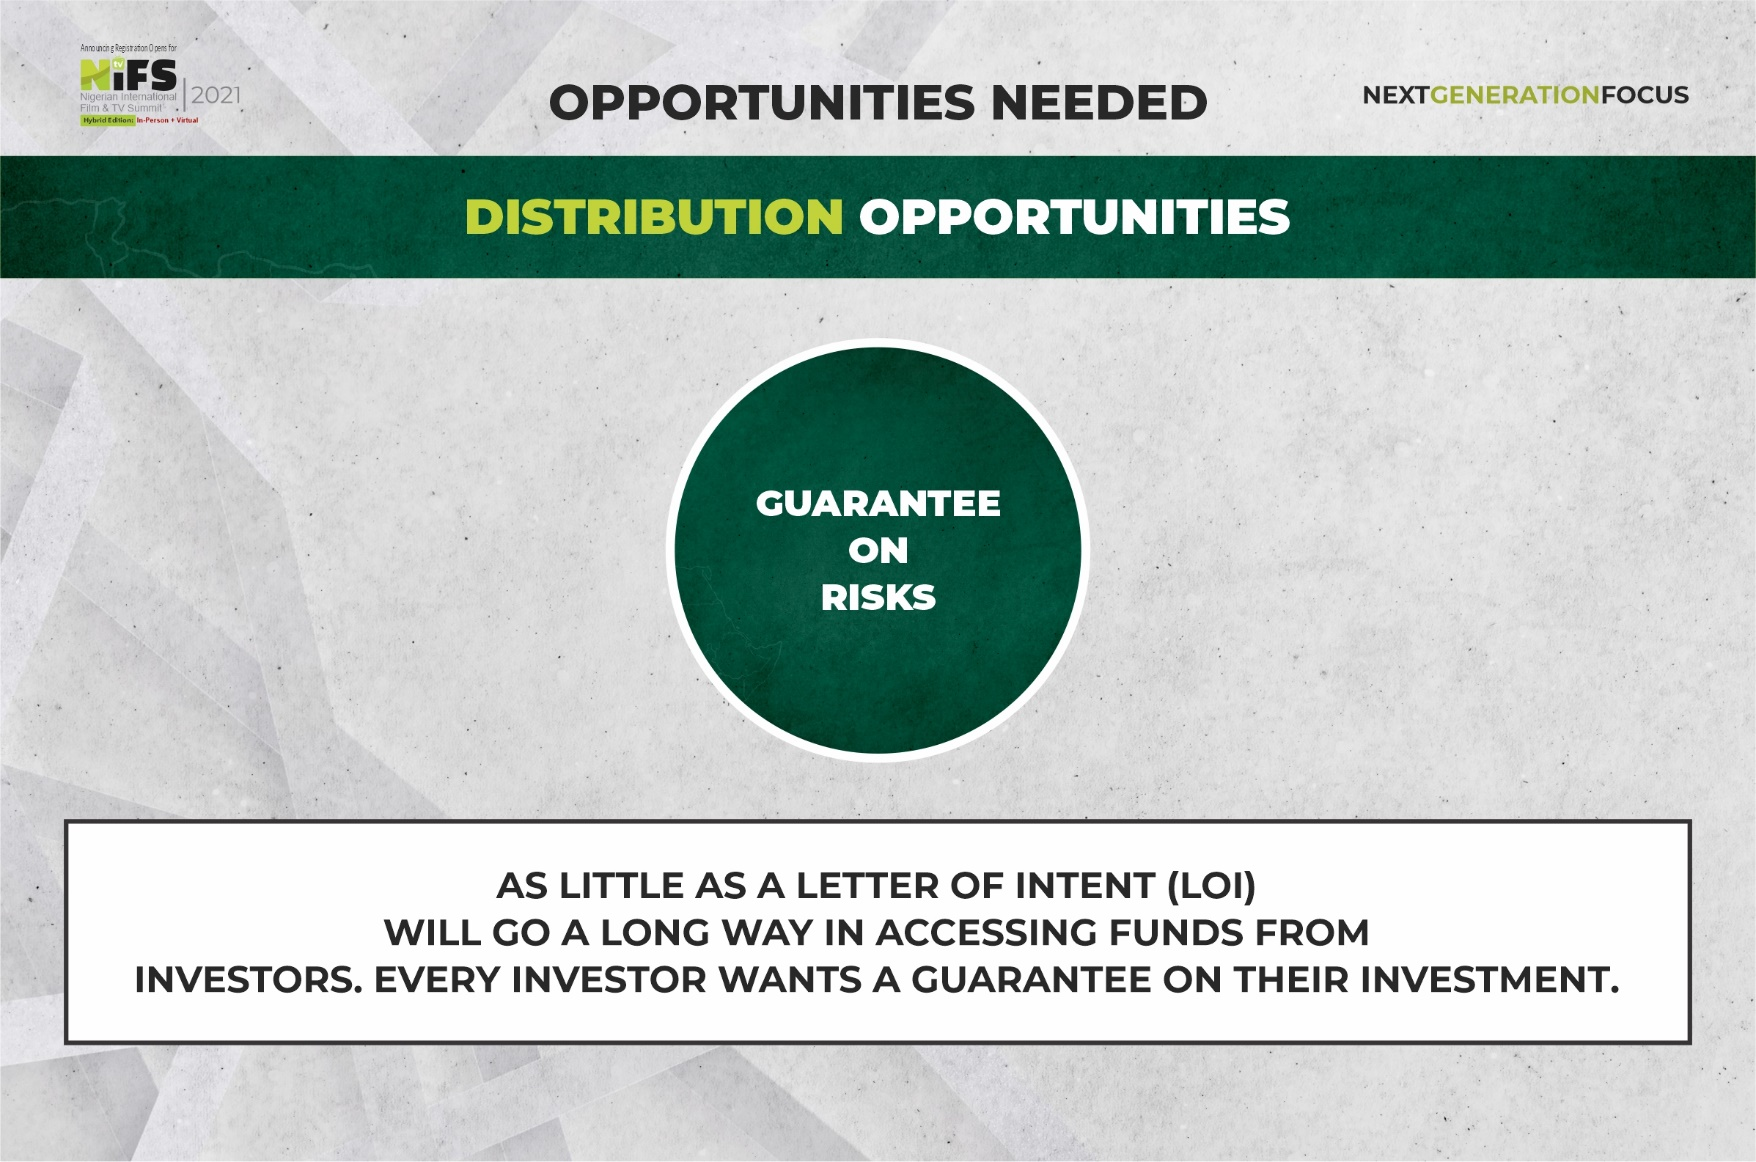 Announcing Registration Opens for
NiFS
tv
Nigerian International
Film & TV Summit
2021
Hybrid Edition: In-Person + Virtual
OPPORTUNITIES NEEDED
NEXTGENERATIONFOCUS
DISTRIBUTION OPPORTUNITIES
GUARANTEE
ON
RISKS
AS LITTLE AS A LETTER OF INTENT (LOI)
WILL GO A LONG WAY IN ACCESSING FUNDS FROM
INVESTORS. EVERY INVESTOR WANTS A GUARANTEE ON THEIR INVESTMENT.